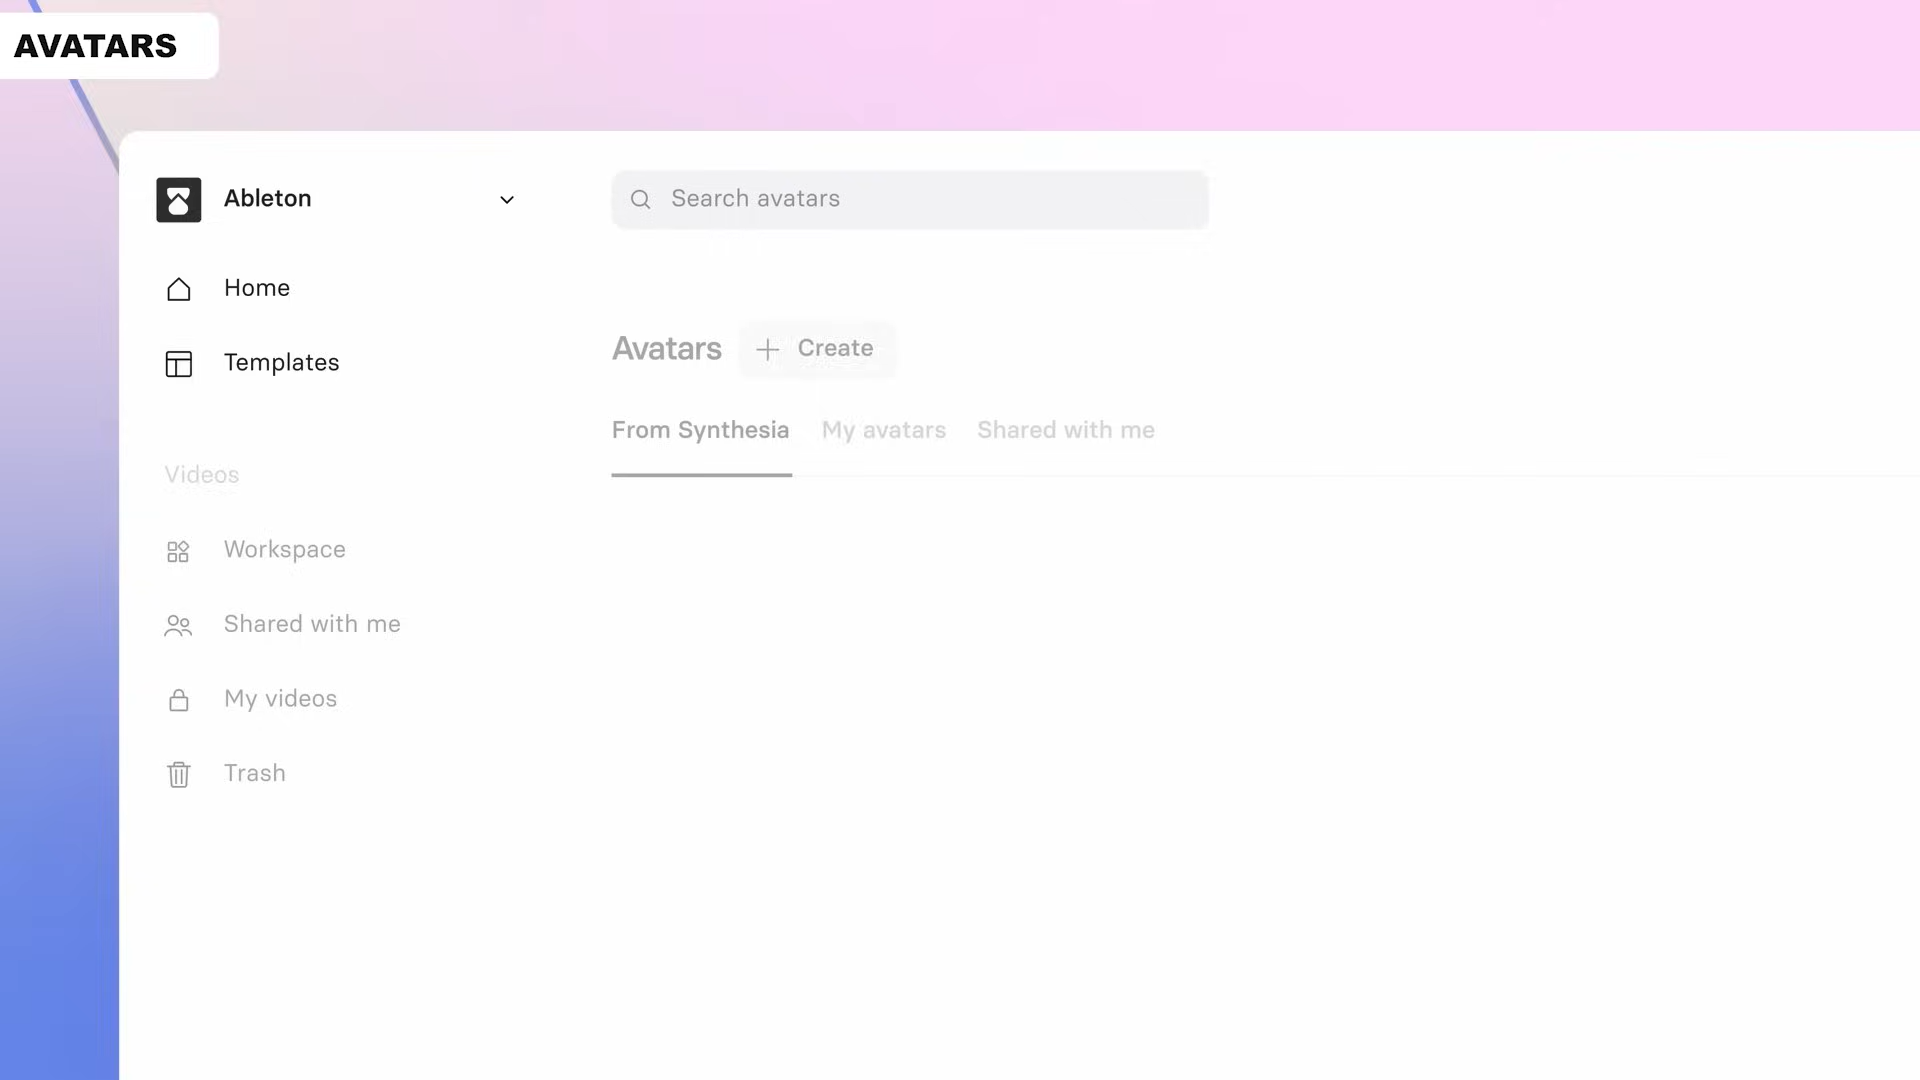 AVATARS
Ableton
Search avatars
Home
Templates
Avatars
Create
From Synthesia
My avatars
Shared with me
Videos
Workspace
Shared with me
My videos
Trash